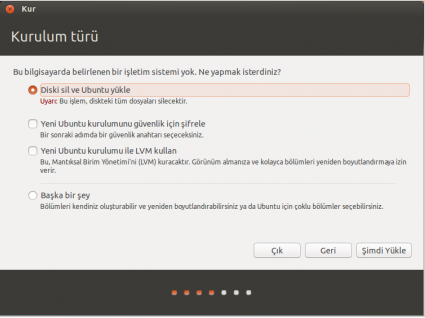 Kur
Kurulum türü
Bu bilgisayarda belirlenen bir işletim sistemi yok. Ne yapmak isterdiniz?
Diski sil ve Ubuntu yükle
Uyarı: Bu işlem, diskteki tüm dosyaları silecektir.
Yeni Ubuntu kurulumunu güvenlik için şifrele
Bir sonraki adımda bir güvenlik anahtarı seçeceksiniz.
Yeni Ubuntu kurulumu ile LVM kullan
Bu, Mantıksal Birim Yönetimi'ni (LVM) kuracaktır. Görünüm almanıza ve kolayca bölümleri yeniden boyutlandırmaya izin
verir.
Başka bir şey
Bölümleri kendiniz oluşturabilir ve yeniden boyutlandırabilirsiniz ya da Ubuntu için çoklu bölümler seçebilirsiniz.
Çık Geri Şimdi Yükle